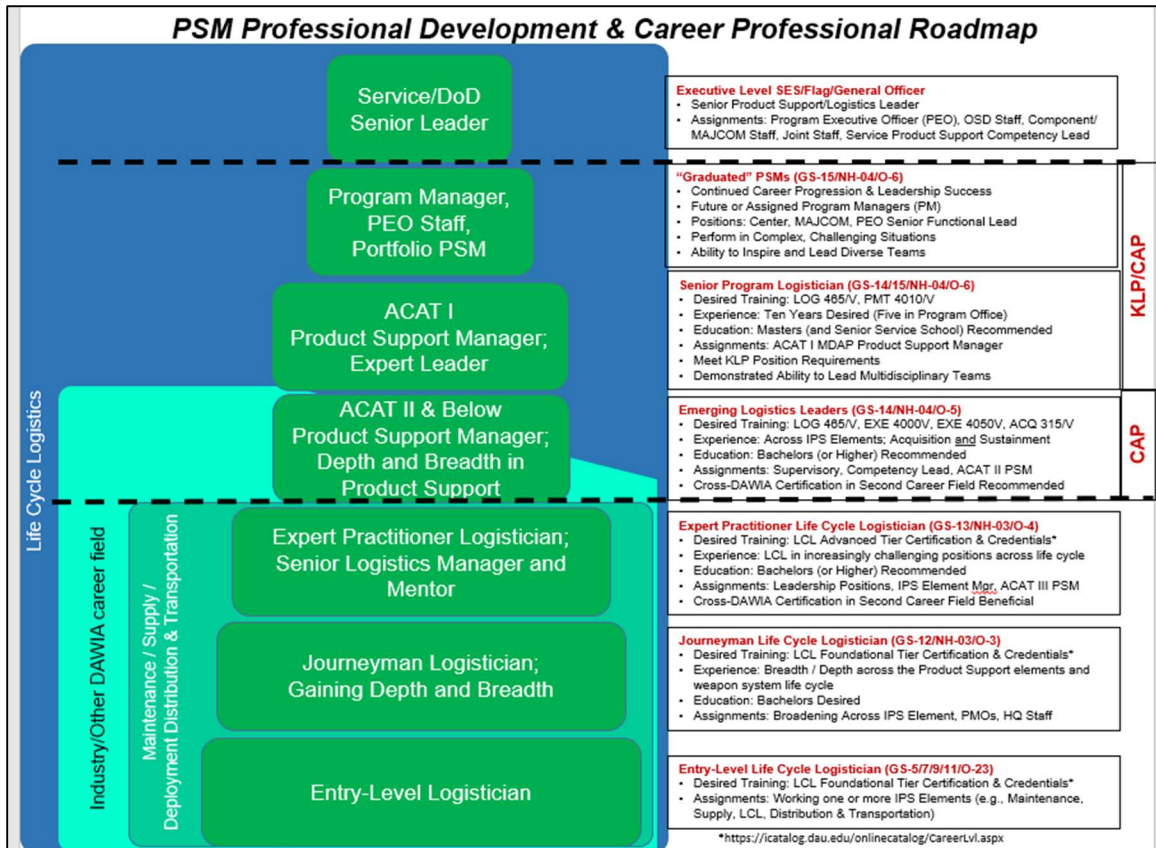 PSM Professional Development & Career Professional Roadmap
Life Cycle Logistics
Industry/Other DAWIA career field
Maintenance / Supply /
Deployment Distribution & Transportation
Service/DoD
Senior Leader
Program Manager,
PEO Staff,
Portfolio PSM
ACAT I
Product Support Manager;
Expert Leader
ACAT II & Below
Product Support Manager;
Depth and Breadth in
Product Support
Expert Practitioner Logistician;
Senior Logistics Manager and
Mentor
Journeyman Logistician;
Gaining Depth and Breadth
Entry-Level Logistician
Executive Level SES/Flag/General Officer
• Senior Product Support/Logistics Leader
• Assignments: Program Executive Officer (PEO), OSD Staff, Component/
MAJCOM Staff, Joint Staff, Service Product Support Competency Lead
“Graduated” PSMs (GS-15/NH-04/O-6)
• Continued Career Progression & Leadership Success
• Future or Assigned Program Managers (PM)
• Positions: Center, MAJCOM, PEO Senior Functional Lead
• Perform in Complex, Challenging Situations
• Ability to Inspire and Lead Diverse Teams
Senior Program Logistician (GS-14/15/NH-04/O-6)
• Desired Training: LOG 465/V, PMT 4010/V
• Experience: Ten Years Desired (Five in Program Office)
• Education: Masters (and Senior Service School) Recommended
• Assignments: ACAT I MDAP Product Support Manager
• Meet KLP Position Requirements
• Demonstrated Ability to Lead Multidisciplinary Teams
KLP/CAP
Emerging Logistics Leaders (GS-14/NH-04/O-5)
• Desired Training: LOG 465/V, EXE 4000V, EXE 4050V, ACQ 315/V
• Experience: Across IPS Elements; Acquisition and Sustainment
• Education: Bachelors (or Higher) Recommended
• Assignments: Supervisory, Competency Lead, ACAT II PSM
• Cross-DAWIA Certification in Second Career Field Recommended
CAP
Expert Practitioner Life Cycle Logistician (GS-13/NH-03/O-4)
• Desired Training: LCL Advanced Tier Certification & Credentials*
• Experience: LCL in increasingly challenging positions across life cycle
• Education: Bachelors (or Higher) Recommended
• Assignments: Leadership Positions, IPS Element Mgr, ACAT III PSM
• Cross-DAWIA Certification in Second Career Field Beneficial
Journeyman Life Cycle Logistician (GS-12/NH-03/O-3)
• Desired Training: LCL Foundational Tier Certification & Credentials*
• Experience: Breadth / Depth across the Product Support elements and
weapon system life cycle
• Education: Bachelors Desired
• Assignments: Broadening Across IPS Element, PMOs, HQ Staff
Entry-Level Life Cycle Logistician (GS-5/7/9/11/O-23)
• Desired Training: LCL Foundational Tier Certification & Credentials*
• Assignments: Working one or more IPS Elements (e.g., Maintenance,
Supply, LCL, Distribution & Transportation)
*https://icatalog.dau.edu/onlinecatalog/CareerLvl.aspx